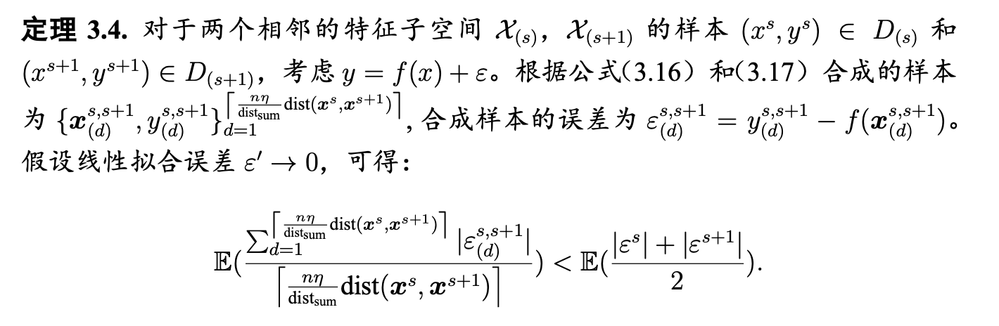 定理 3.4. 对于两个相邻的特征子空间 $\mathcal{X}_{(s)}$，$\mathcal{X}_{(s+1)}$ 的样本 $(x^s, y^s) \in D_{(s)}$ 和
$(x^{s+1}, y^{s+1}) \in D_{(s+1)}$，考虑 $y = f(x) + \varepsilon$。根据公式(3.16）和(3.17）合成的样本
为 $\{\boldsymbol{x}_{(d)}^{s,s+1}, y_{(d)}^{s,s+1}\}_{d=1}^{\left\lceil \frac{n\eta}{\text{dist}_{\text{sum}}} \text{dist}(\boldsymbol{x}^s, \boldsymbol{x}^{s+1}) \right\rceil}$, 合成样本的误差为 $\varepsilon_{(d)}^{s,s+1} = y_{(d)}^{s,s+1} - f(\boldsymbol{x}_{(d)}^{s,s+1})$。
假设线性拟合误差 $\varepsilon' \to 0$，可得：
$\mathbb{E}(\frac{\sum_{d=1}^{\left\lceil \frac{n\eta}{\text{dist}_{\text{sum}}} \text{dist}(\boldsymbol{x}^s, \boldsymbol{x}^{s+1}) \right\rceil} |\varepsilon_{(d)}^{s,s+1}|}{\left\lceil \frac{n\eta}{\text{dist}_{\text{sum}}} \text{dist}(\boldsymbol{x}^s, \boldsymbol{x}^{s+1}) \right\rceil}) < \mathbb{E}(\frac{|\varepsilon^s| + |\varepsilon^{s+1}|}{2}).$